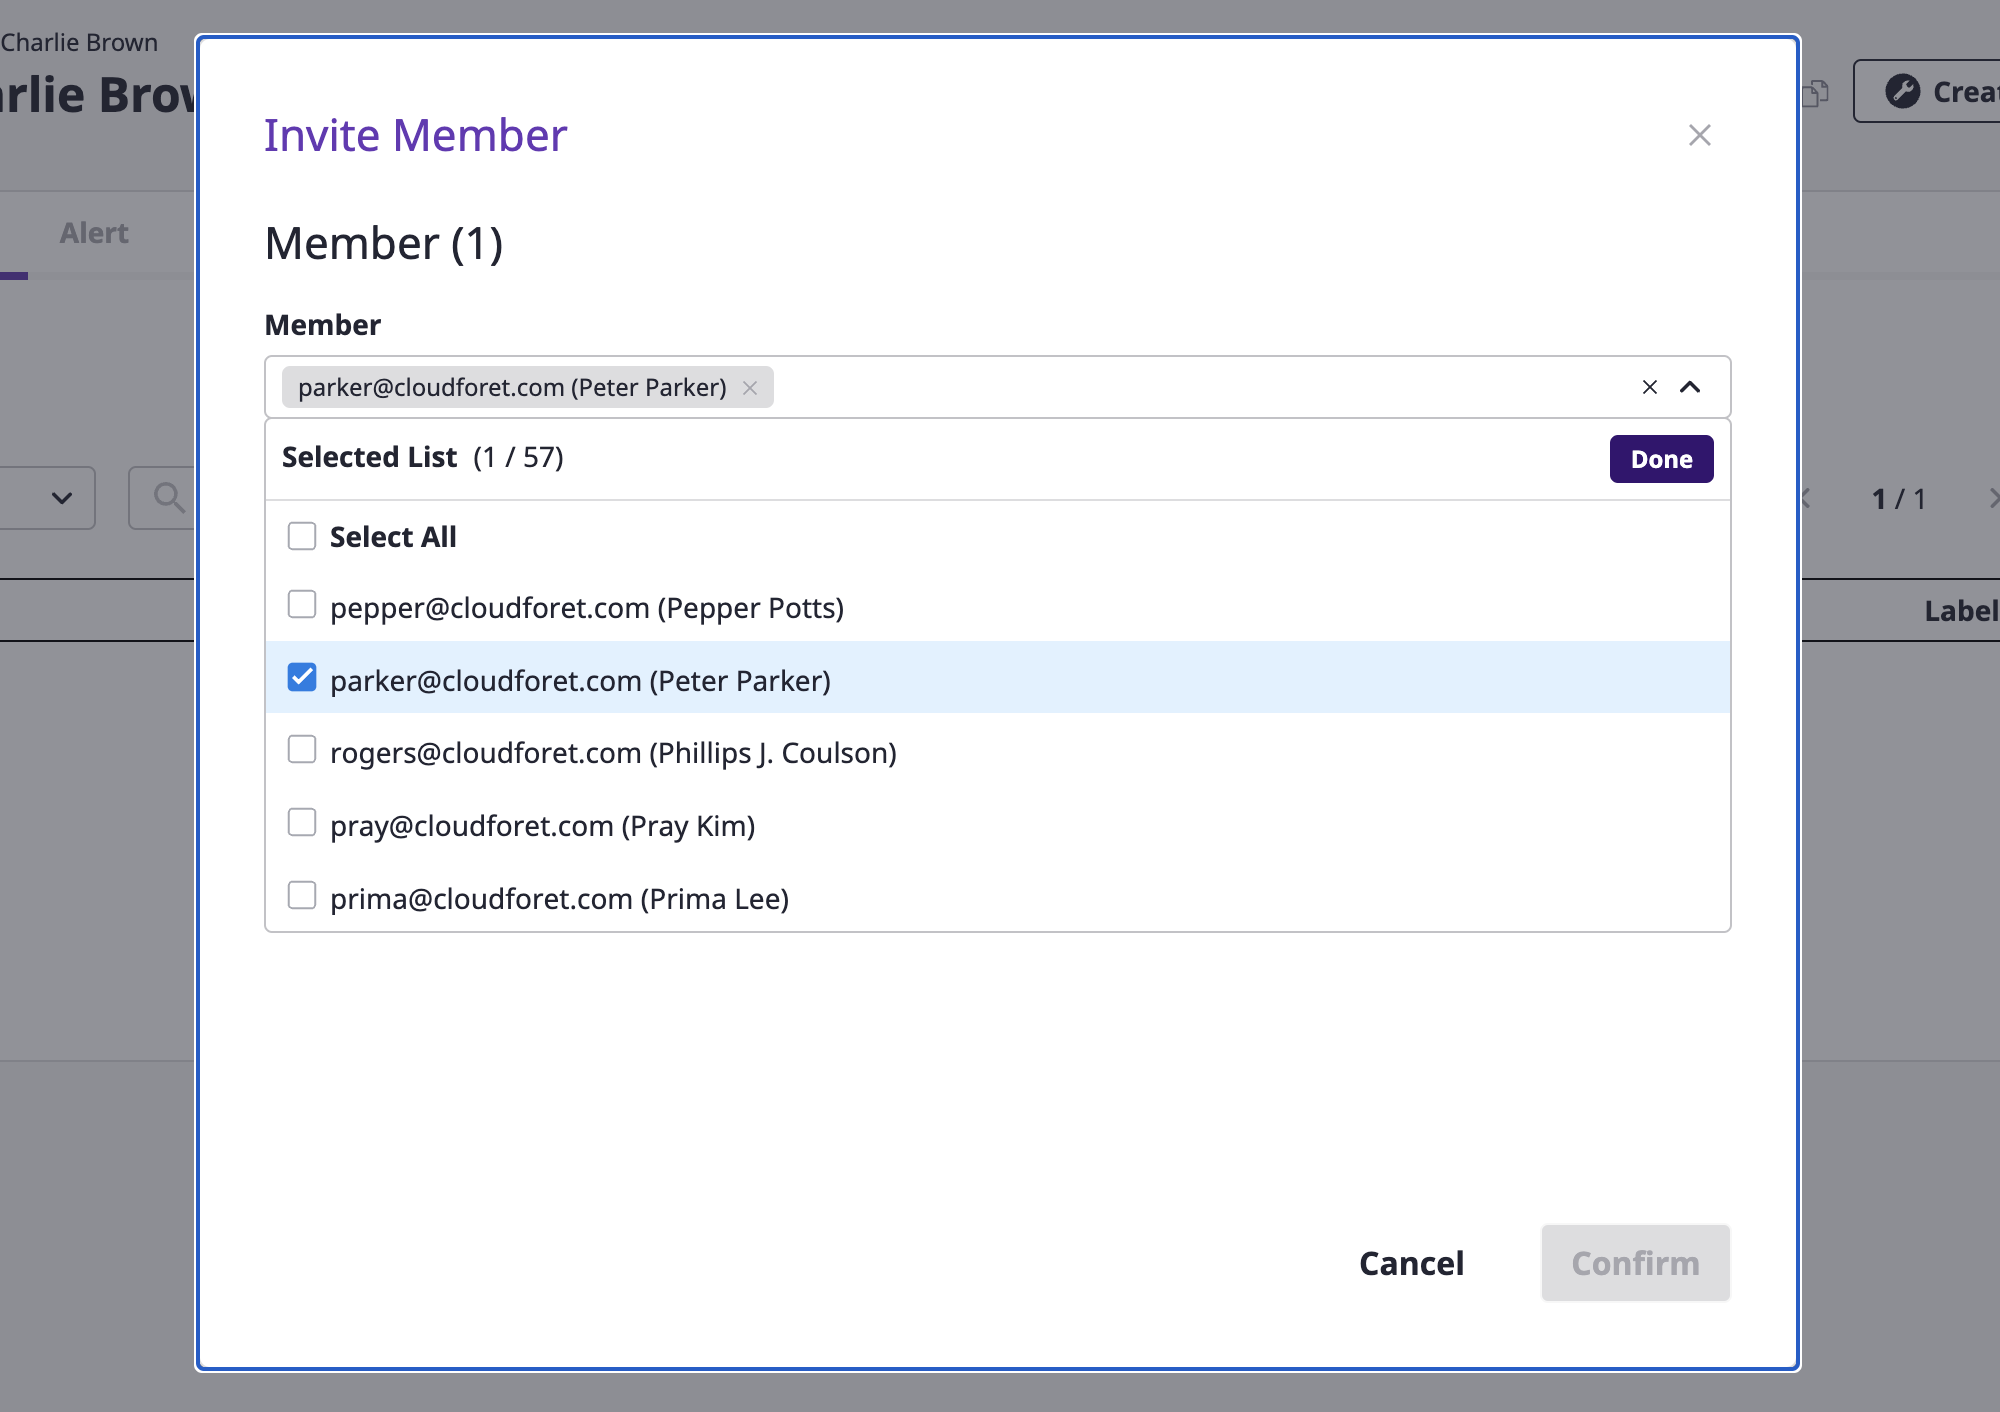 Charlie Brown
rlie Brow
Crea
Invite Member
Alert
Member (1)
Member
parker@cloudforet.com (Peter Parker)
Selected List (1 / 57)
Done
1 / 1
Select All
pepper@cloudforet.com (Pepper Potts)
Label
parker@cloudforet.com (Peter Parker)
rogers@cloudforet.com (Phillips J. Coulson)
pray@cloudforet.com (Pray Kim)
prima@cloudforet.com (Prima Lee)
Cancel
Confirm